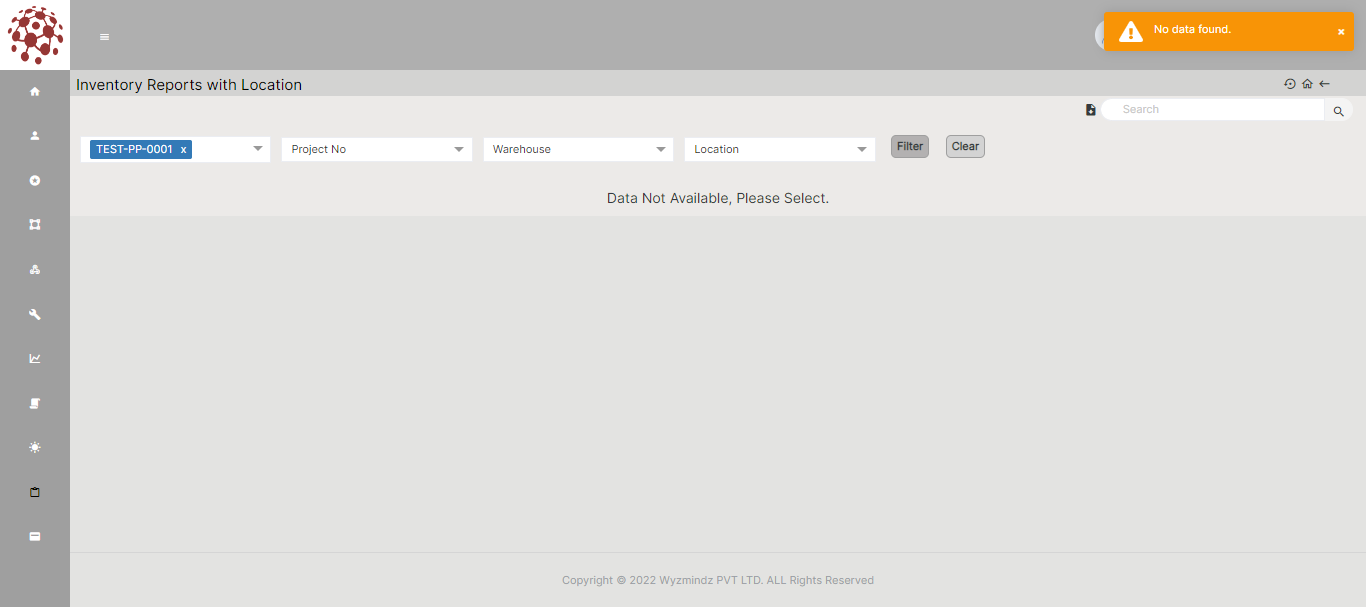 No data found.
×
Inventory Reports with Location
Search
TEST-PP-0001 x
Project No
Warehouse
Location
Filter
Clear
Data Not Available, Please Select.
Copyright © 2022 Wyzmindz PVT LTD. ALL Rights Reserved